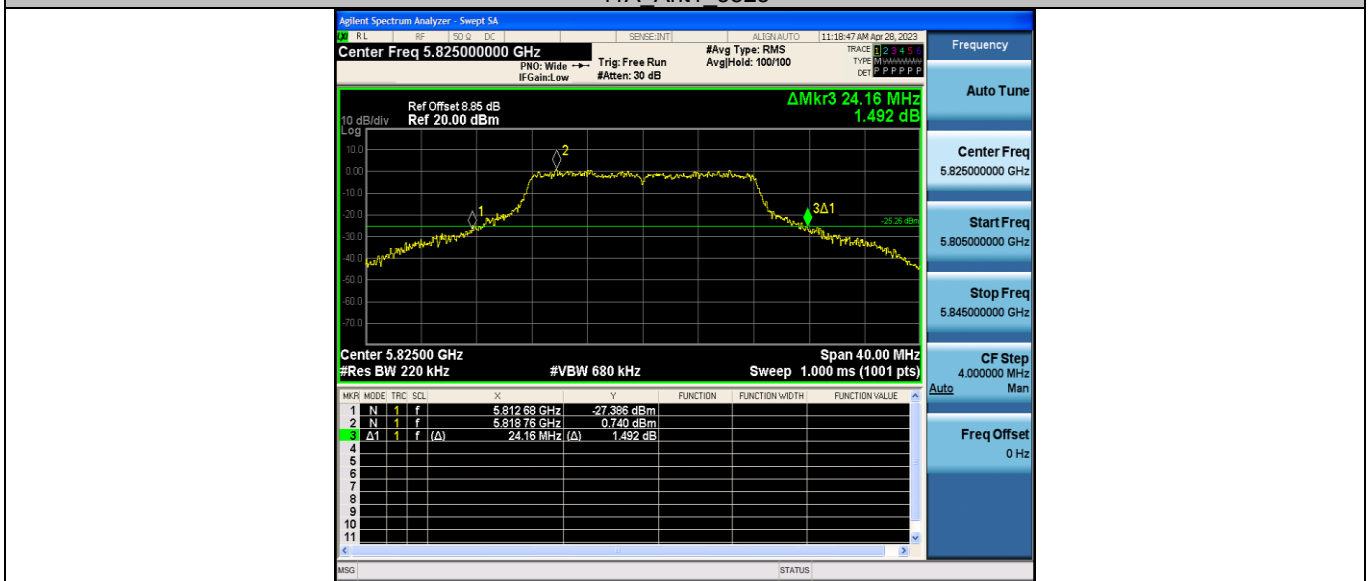 Agilent Spectrum Analyzer - Swept SA
RL RF 50 Ω DC SENSE:INT ALIGNAUTO 11:18:47 AM Apr 28, 2023
Center Freq 5.825000000 GHz
PNO: Wide
IFGain:Low
Trig: Free Run
#Atten: 30 dB
#Avg Type: RMS
Avg|Hold: 100/100
TRACE 1 2 3 4 5 6
TYPE M
DET P P P P P P
Frequency
Auto Tune
Center Freq
5.825000000 GHz
Start Freq
5.805000000 GHz
Stop Freq
5.845000000 GHz
CF Step
4.000000 MHz
Auto Man
Freq Offset
0 Hz
ΔMkr3 24.16 MHz
1.492 dB
Ref Offset 8.85 dB
10 dB/div Ref 20.00 dBm
Log
10.0
0.00
-10.0
-20.0
-30.0
-40.0
-50.0
-60.0
-70.0
1
2
3Δ1
-25.26 dBm
Center 5.82500 GHz Span 40.00 MHz
#Res BW 220 kHz #VBW 680 kHz Sweep 1.000 ms (1001 pts)
MKR MODE TRC SCL X Y FUNCTION FUNCTION WIDTH FUNCTION VALUE
1 N 1 f 5.812 68 GHz -27.386 dBm
2 N 1 f 5.818 76 GHz 0.740 dBm
3 Δ1 1 f (Δ) 24.16 MHz (Δ) 1.492 dB
4
5
6
7
8
9
10
11
MSG STATUS